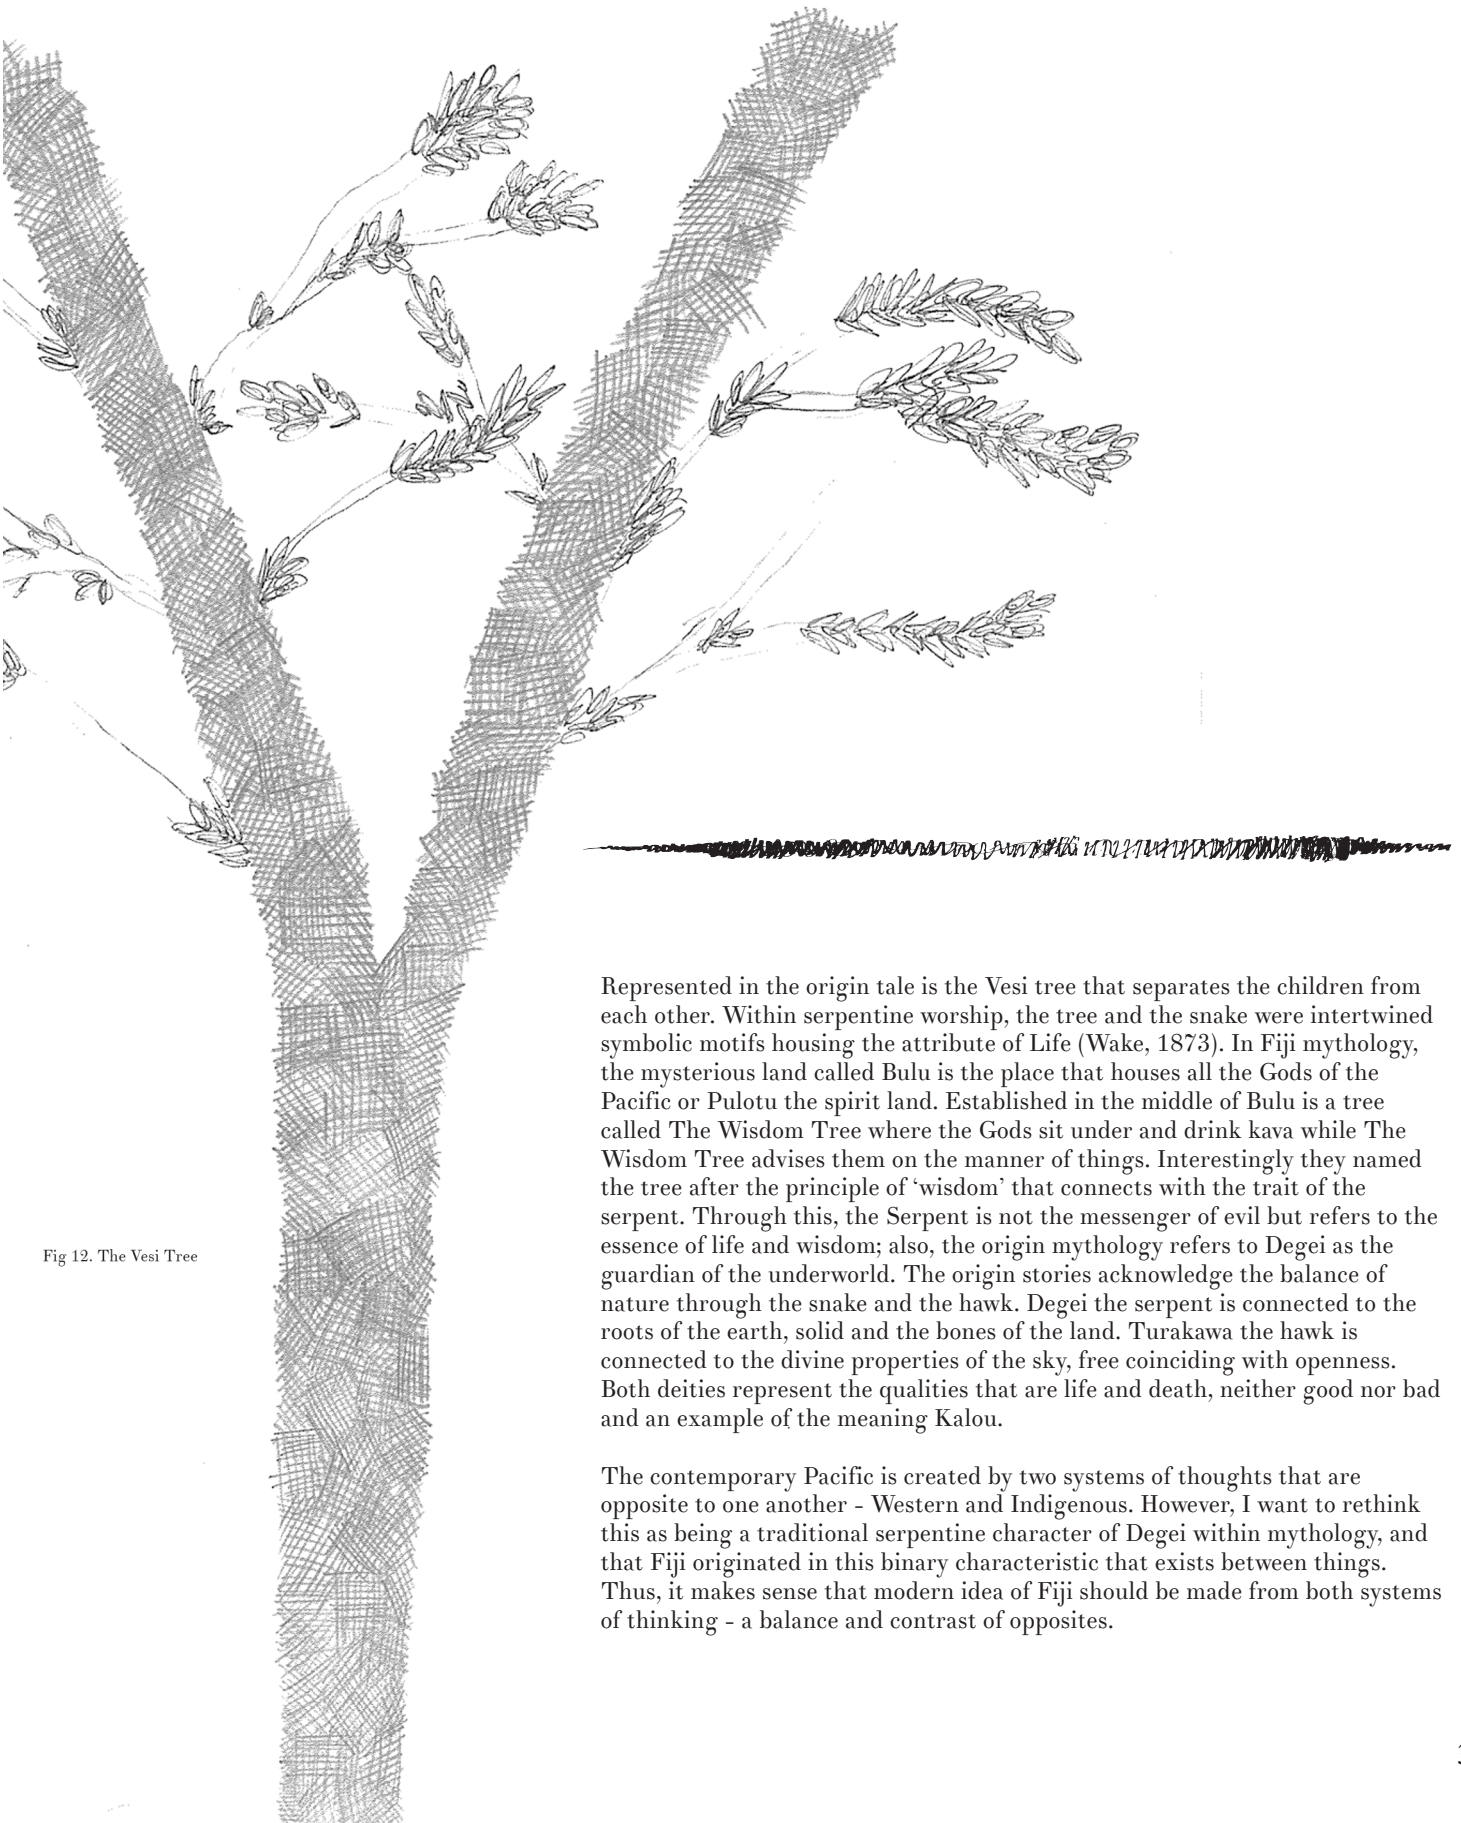 Represented in the origin tale is the Vesi tree that separates the children from
each other. Within serpentine worship, the tree and the snake were intertwined
symbolic motifs housing the attribute of Life (Wake, 1873). In Fiji mythology,
the mysterious land called Bulu is the place that houses all the Gods of the
Pacific or Pulotu the spirit land. Established in the middle of Bulu is a tree
called The Wisdom Tree where the Gods sit under and drink kava while The
Wisdom Tree advises them on the manner of things. Interestingly they named
the tree after the principle of ‘wisdom’ that connects with the trait of the
serpent. Through this, the Serpent is not the messenger of evil but refers to the
essence of life and wisdom; also, the origin mythology refers to Degei as the
guardian of the underworld. The origin stories acknowledge the balance of
nature through the snake and the hawk. Degei the serpent is connected to the
roots of the earth, solid and the bones of the land. Turakawa the hawk is
connected to the divine properties of the sky, free coinciding with openness.
Both deities represent the qualities that are life and death, neither good nor bad
and an example of the meaning Kalou.
The contemporary Pacific is created by two systems of thoughts that are
opposite to one another - Western and Indigenous. However, I want to rethink
this as being a traditional serpentine character of Degei within mythology, and
that Fiji originated in this binary characteristic that exists between things.
Thus, it makes sense that modern idea of Fiji should be made from both systems
of thinking - a balance and contrast of opposites.
Fig 12. The Vesi Tree